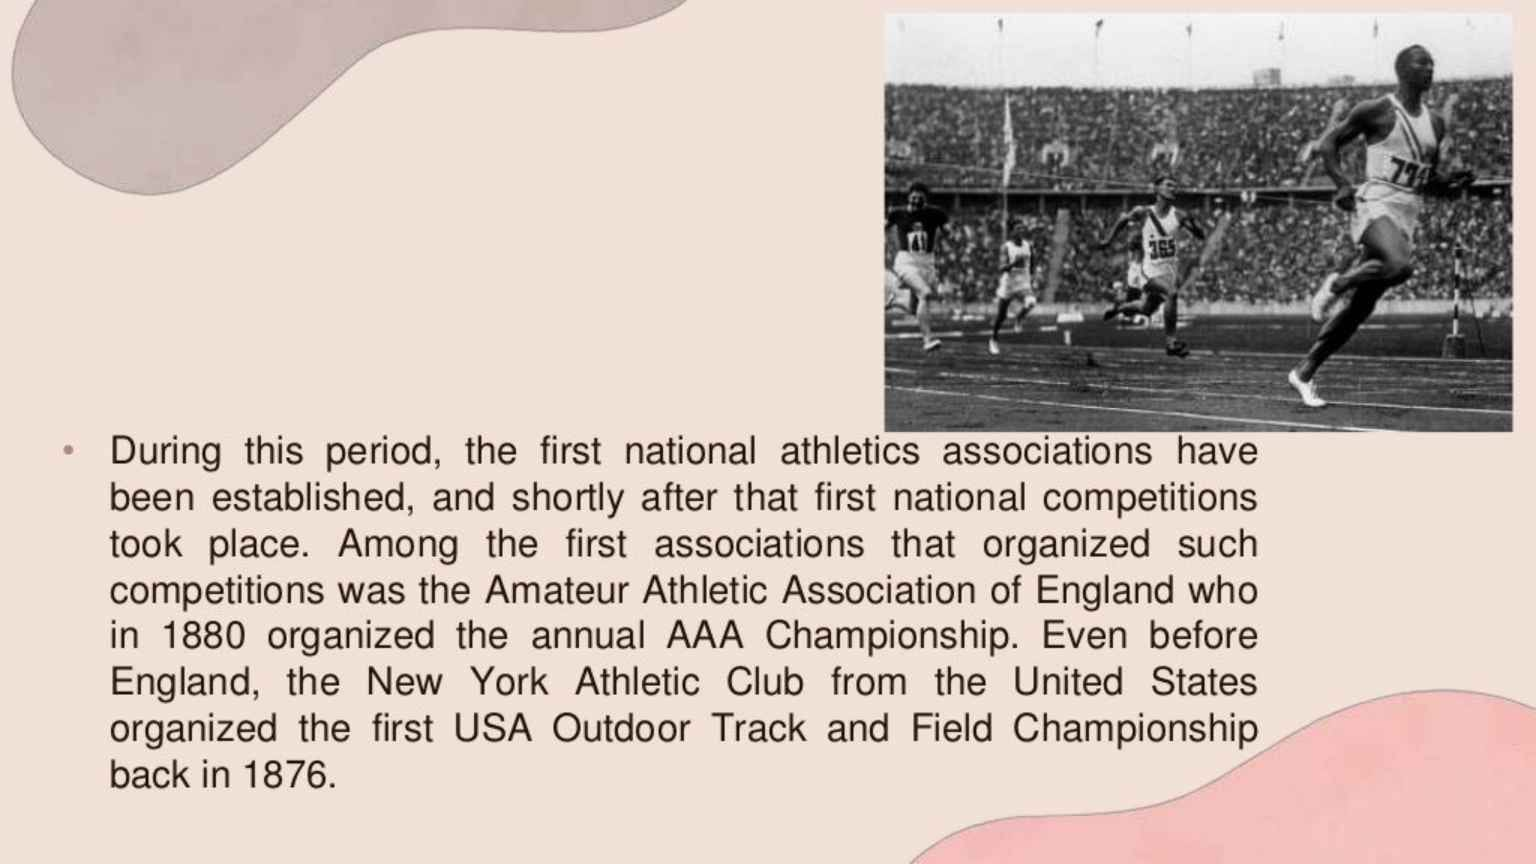 41
365
• During this period, the first national athletics associations have
been established, and shortly after that first national competitions
took place. Among the first associations that organized such
competitions was the Amateur Athletic Association of England who
in 1880 organized the annual AAA Championship. Even before
England, the New York Athletic Club from the United States
organized the first USA Outdoor Track and Field Championship
back in 1876.